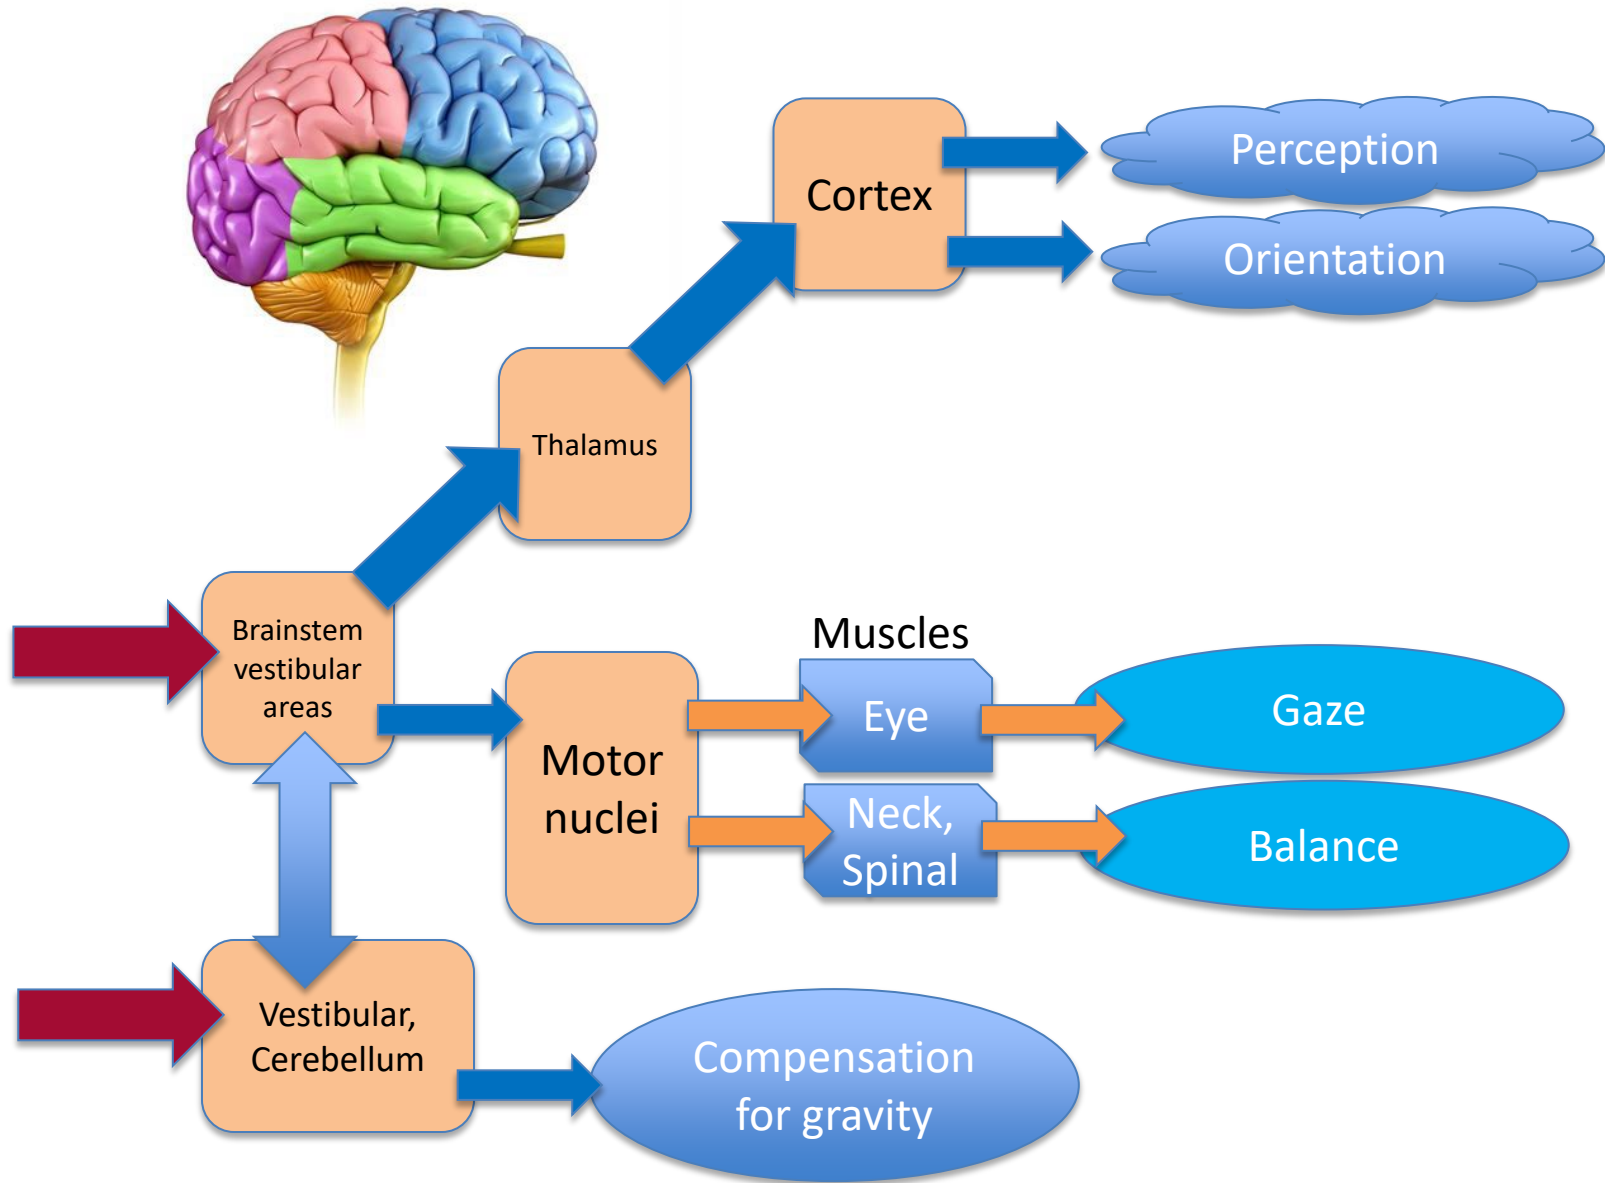 Cortex
Perception
Orientation
Thalamus
Brainstem
vestibular
areas
Motor
nuclei
Muscles
Eye
Gaze
Neck,
Spinal
Balance
Vestibular,
Cerebellum
Compensation
for gravity